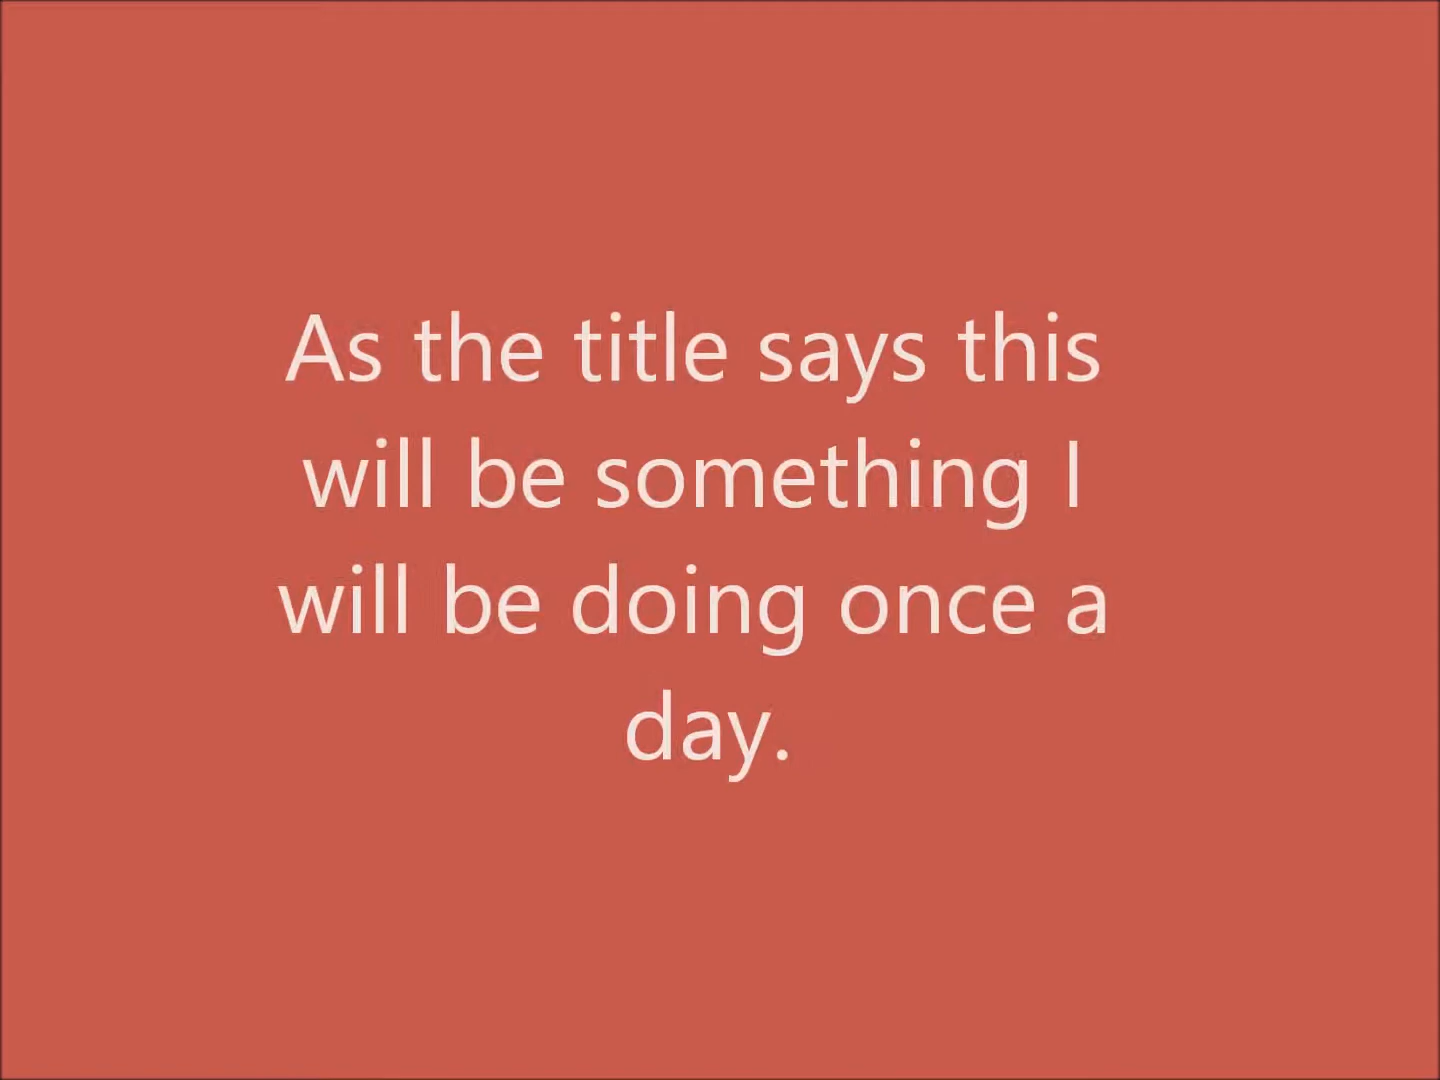 As the title says this
will be something I
will be doing once a
day.